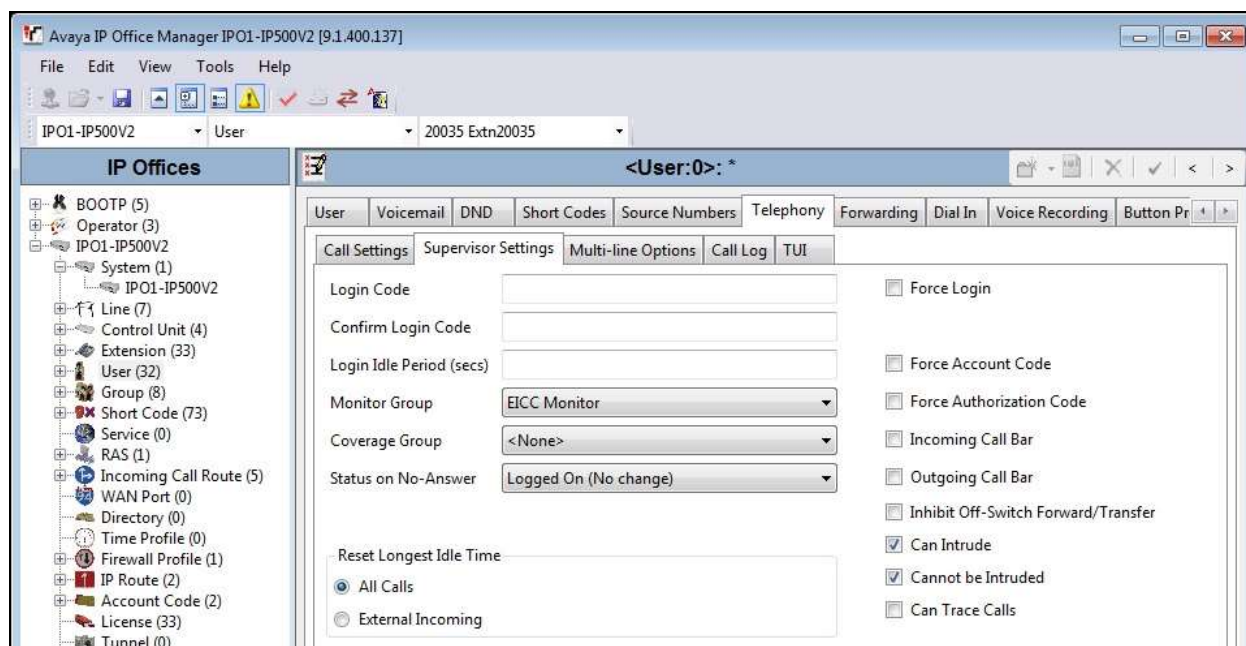 Avaya IP Office Manager IPO1-IP500V2 [9.1.400.137]
File Edit View Tools Help
IPO1-IP500V2 User 20035 Extn20035
IP Offices
BOOTP (5)
Operator (3)
IPO1-IP500V2
System (1)
IPO1-IP500V2
Line (7)
Control Unit (4)
Extension (33)
User (32)
Group (8)
Short Code (73)
Service (0)
RAS (1)
Incoming Call Route (5)
WAN Port (0)
Directory (0)
Time Profile (0)
Firewall Profile (1)
IP Route (2)
Account Code (2)
License (33)
Tunnel (0)
<User:0>: *
User Voicemail DND Short Codes Source Numbers Telephony Forwarding Dial In Voice Recording Button Pr
Call Settings Supervisor Settings Multi-line Options Call Log TUI
Login Code
Confirm Login Code
Login Idle Period (secs)
Monitor Group EICC Monitor
Coverage Group <None>
Status on No-Answer Logged On (No change)
Reset Longest Idle Time
All Calls
External Incoming
Force Login
Force Account Code
Force Authorization Code
Incoming Call Bar
Outgoing Call Bar
Inhibit Off-Switch Forward/Transfer
Can Intrude
Cannot be Intruded
Can Trace Calls